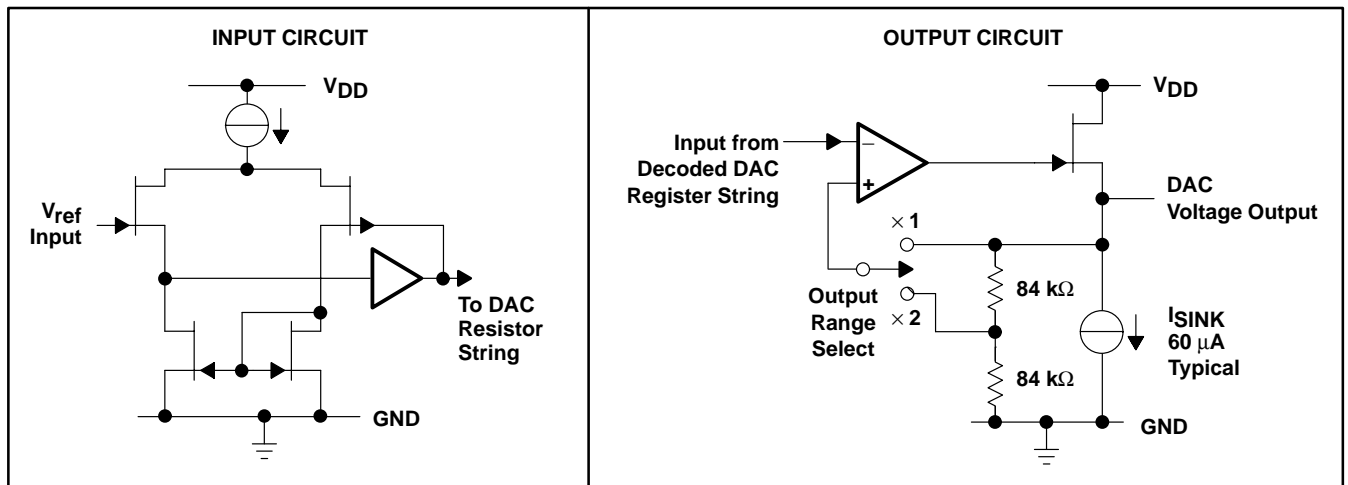 INPUT CIRCUIT
VDD
Vref
Input
To DAC
Resistor
String
GND
OUTPUT CIRCUIT
VDD
Input from
Decoded DAC
Register String
−
+
DAC
Voltage Output
× 1
Output
Range
Select
× 2
84 kΩ
84 kΩ
ISINK
60 μA
Typical
GND